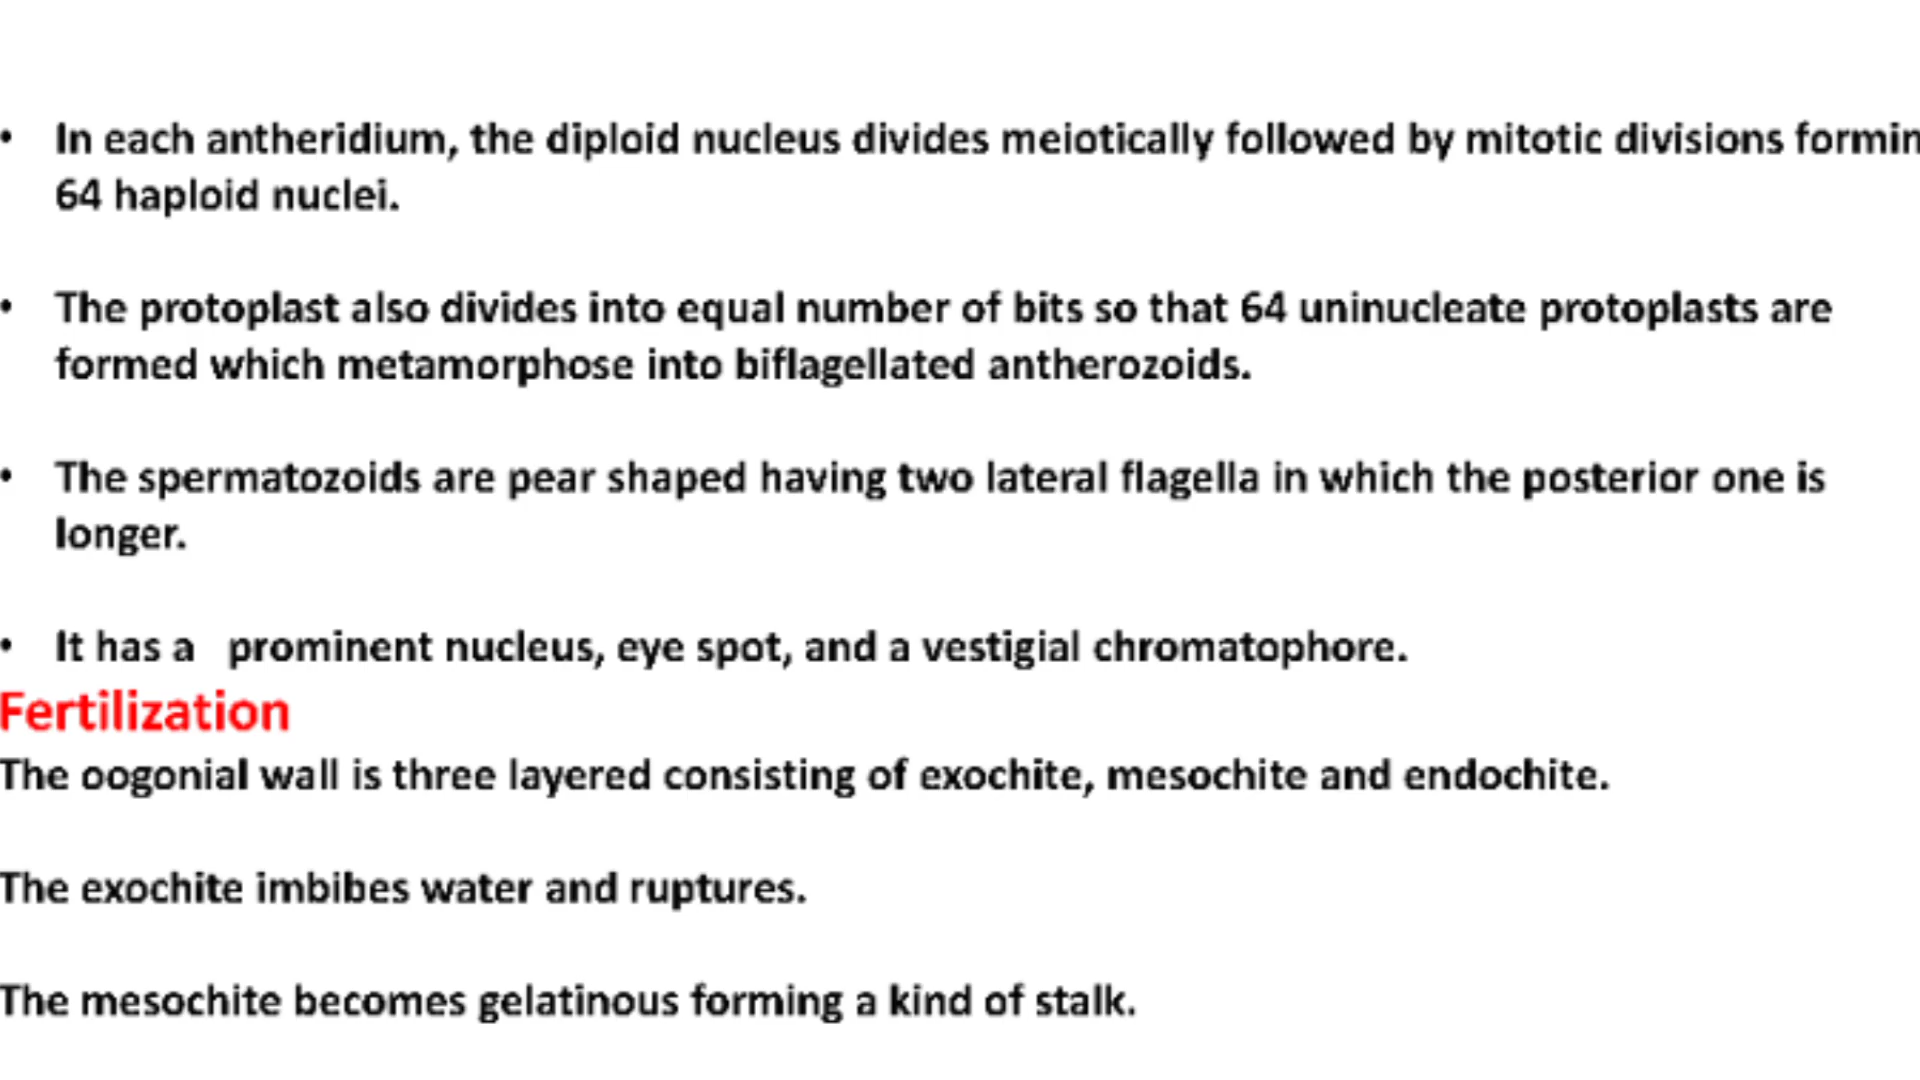 • In each antheridium, the diploid nucleus divides meiotically followed by mitotic divisions formin
64 haploid nuclei.
• The protoplast also divides into equal number of bits so that 64 uninucleate protoplasts are
formed which metamorphose into biflagellated antherozoids.
• The spermatozoids are pear shaped having two lateral flagella in which the posterior one is
longer.
• It has a   prominent nucleus, eye spot, and a vestigial chromatophore.
Fertilization
The oogonial wall is three layered consisting of exochite, mesochite and endochite.
The exochite imbibes water and ruptures.
The mesochite becomes gelatinous forming a kind of stalk.